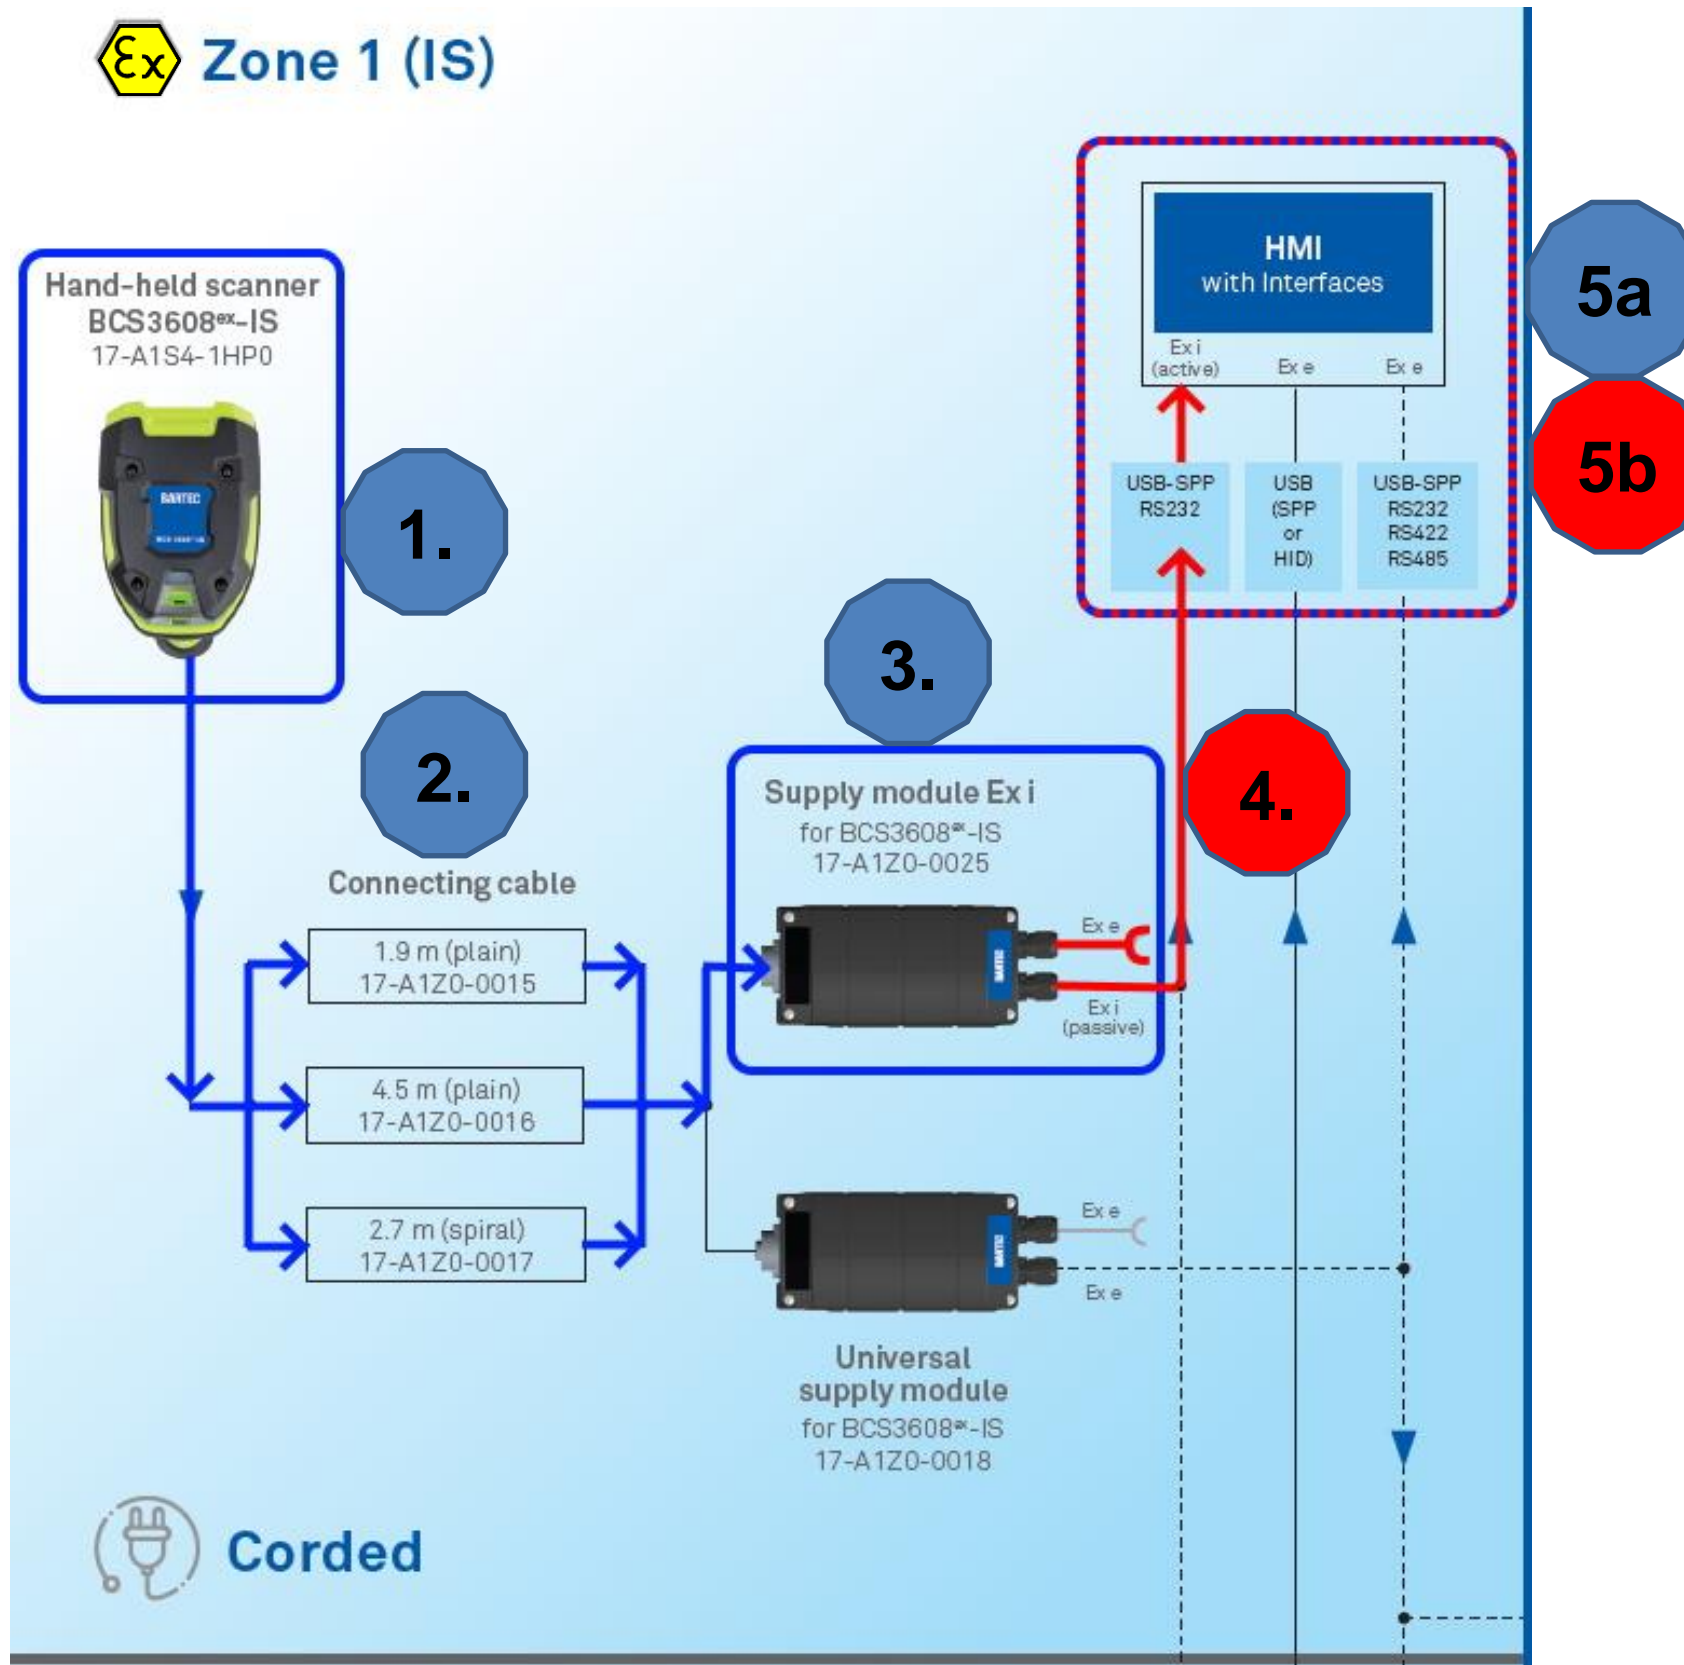 Ex Zone 1 (IS)
HMI
with Interfaces
Ex i
(active)
Ex e
Ex e
5a
5b
Hand-held scanner
BCS3608ex-IS
17-A1S4-1HP0
BARTEC
1.
USB-SPP
RS232
USB
(SPP
or
HID)
USB-SPP
RS232
RS422
RS485
2.
3.
4.
Connecting cable
1.9 m (plain)
17-A1Z0-0015
4.5 m (plain)
17-A1Z0-0016
2.7 m (spiral)
17-A1Z0-0017
Supply module Ex i
for BCS3608ex-IS
17-A1Z0-0025
BARTEC
Ex e
Ex i
(passive)
BARTEC
Ex e
Ex e
Universal
supply module
for BCS3608ex-IS
17-A1Z0-0018
Corded